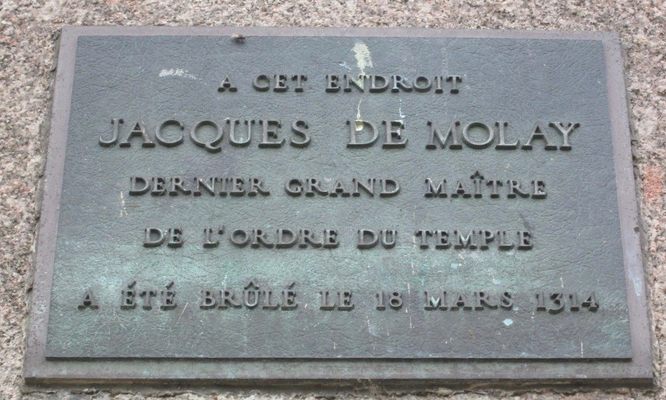 A CET ENDROIT
JACQUES DE MOLAY
DERNIER GRAND MAÎTRE
DE L'ORDRE DU TEMPLE
A ÉTÉ BRÛLÉ LE 18 MARS 1314